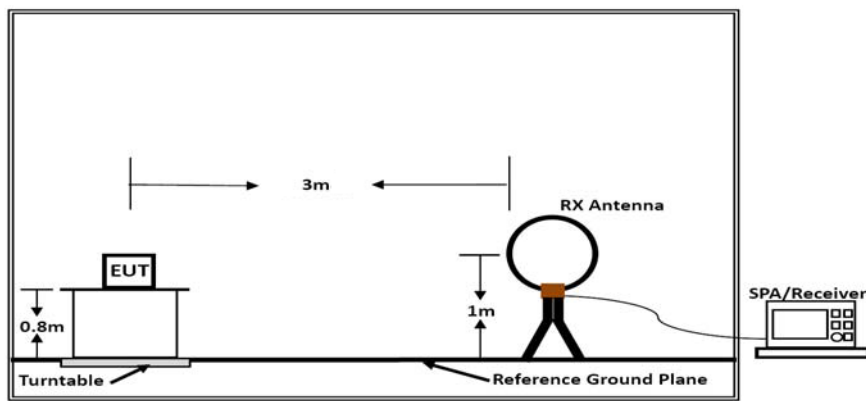 3m
RX Antenna
EUT
SPA/Receiver
0.8m
1m
Turntable
Reference Ground Plane